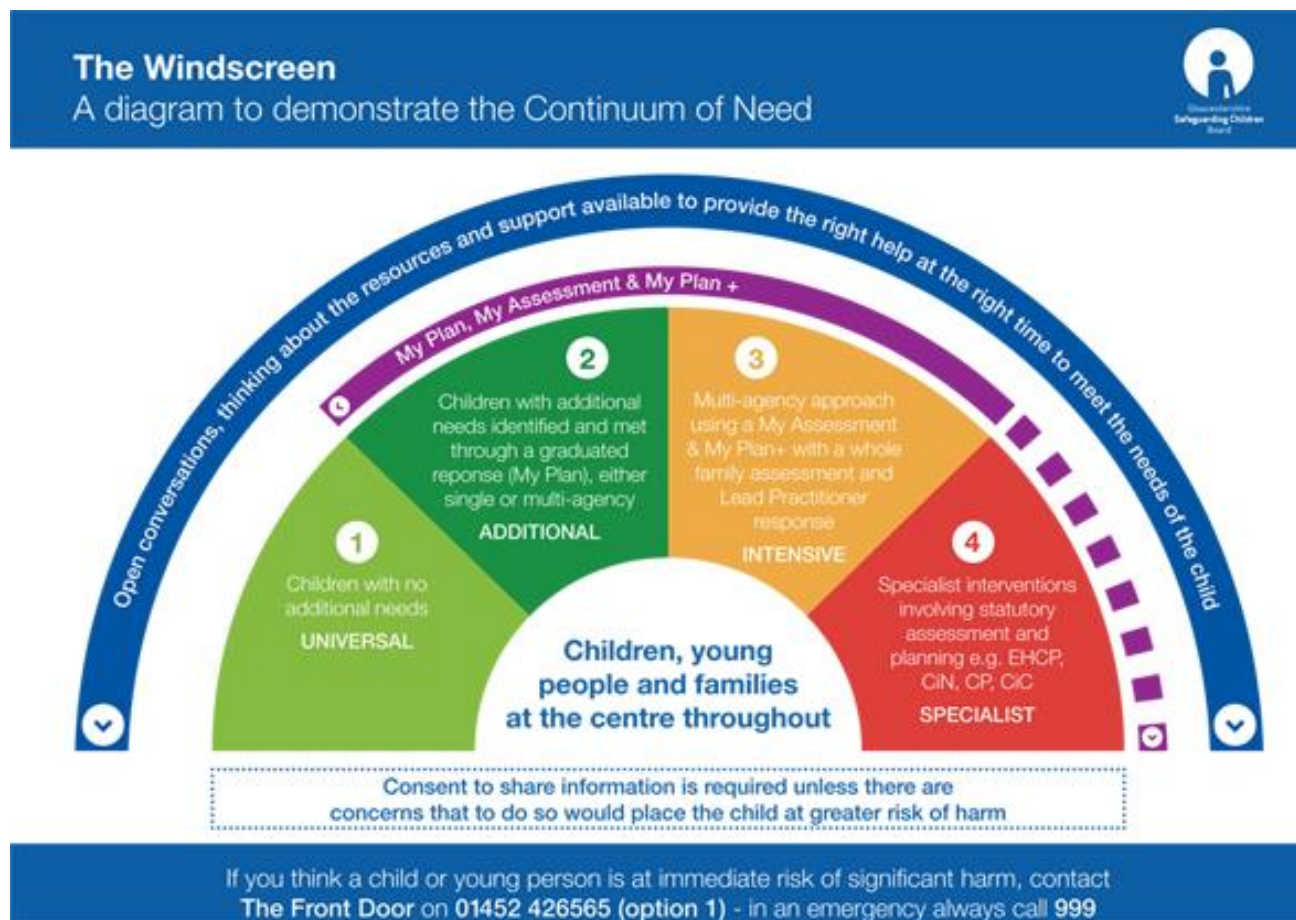 The Windscreen
A diagram to demonstrate the Continuum of Need
Gloucestershire
Safeguarding Children
Board
Open conversations, thinking about the resources and support available to provide the right help at the right time to meet the needs of the child
My Plan, My Assessment & My Plan +
1
Children with no
additional needs
UNIVERSAL
2
Children with additional
needs identified and met
through a graduated
reponse (My Plan), either
single or multi-agency
ADDITIONAL
3
Multi-agency approach
using a My Assessment
& My Plan+ with a whole
family assessment and
Lead Practitioner
response
INTENSIVE
4
Specialist interventions
involving statutory
assessment and
planning e.g. EHCP,
CiN, CP, CiC
SPECIALIST
Children, young
people and families
at the centre throughout
Consent to share information is required unless there are
concerns that to do so would place the child at greater risk of harm
If you think a child or young person is at immediate risk of significant harm, contact
The Front Door on 01452 426565 (option 1) - in an emergency always call 999